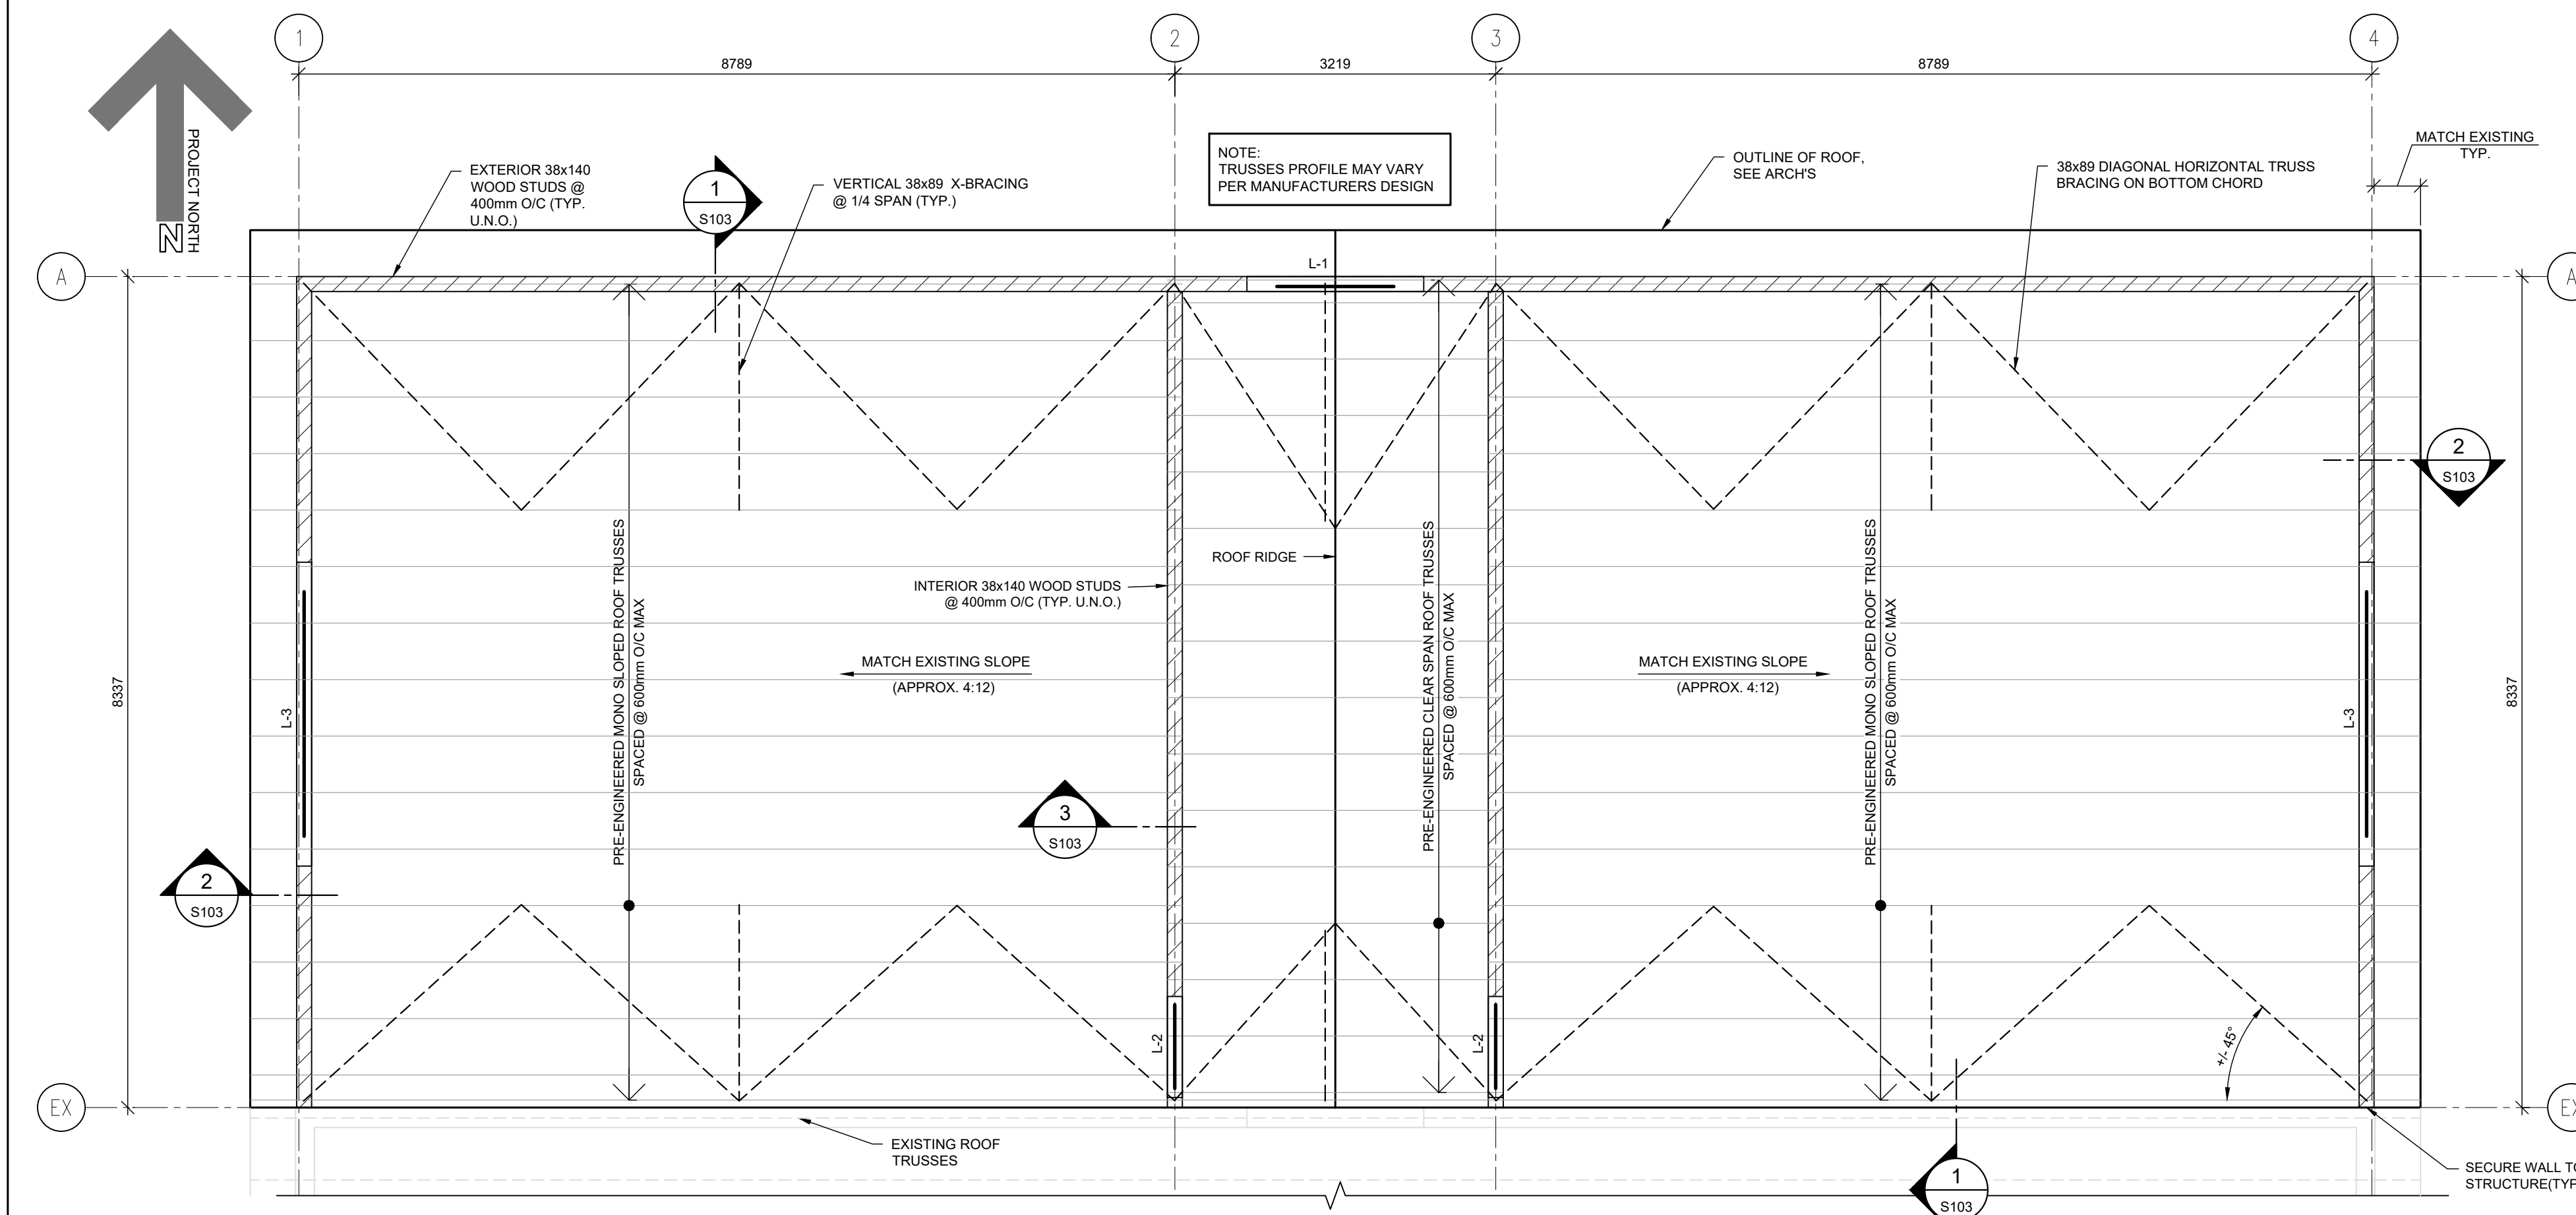 1
2
3
4
8789
3219
8789
PROJECT NORTH
N
MATCH EXISTING
TYP.
EXTERIOR 38x140
WOOD STUDS @
400mm O/C (TYP.
U.N.O.)
1
S103
VERTICAL 38x89 X-BRACING
@ 1/4 SPAN (TYP.)
NOTE:
TRUSSES PROFILE MAY VARY
PER MANUFACTURERS DESIGN
OUTLINE OF ROOF,
SEE ARCH'S
38x89 DIAGONAL HORIZONTAL TRUSS
BRACING ON BOTTOM CHORD
A
A
L-1
2
S103
PRE-ENGINEERED MONO SLOPED ROOF TRUSSES
SPACED @ 600mm O/C MAX
ROOF RIDGE
INTERIOR 38x140 WOOD STUDS
@ 400mm O/C (TYP. U.N.O.)
PRE-ENGINEERED CLEAR SPAN ROOF TRUSSES
SPACED @ 600mm O/C MAX
PRE-ENGINEERED MONO SLOPED ROOF TRUSSES
SPACED @ 600mm O/C MAX
MATCH EXISTING SLOPE
(APPROX. 4:12)
MATCH EXISTING SLOPE
(APPROX. 4:12)
8337
L-3
L-3
8337
3
S103
2
S103
L-2
L-2
+/- 45°
EX
EX
EXISTING ROOF
TRUSSES
1
S103
SECURE WALL TO
STRUCTURE(TYP